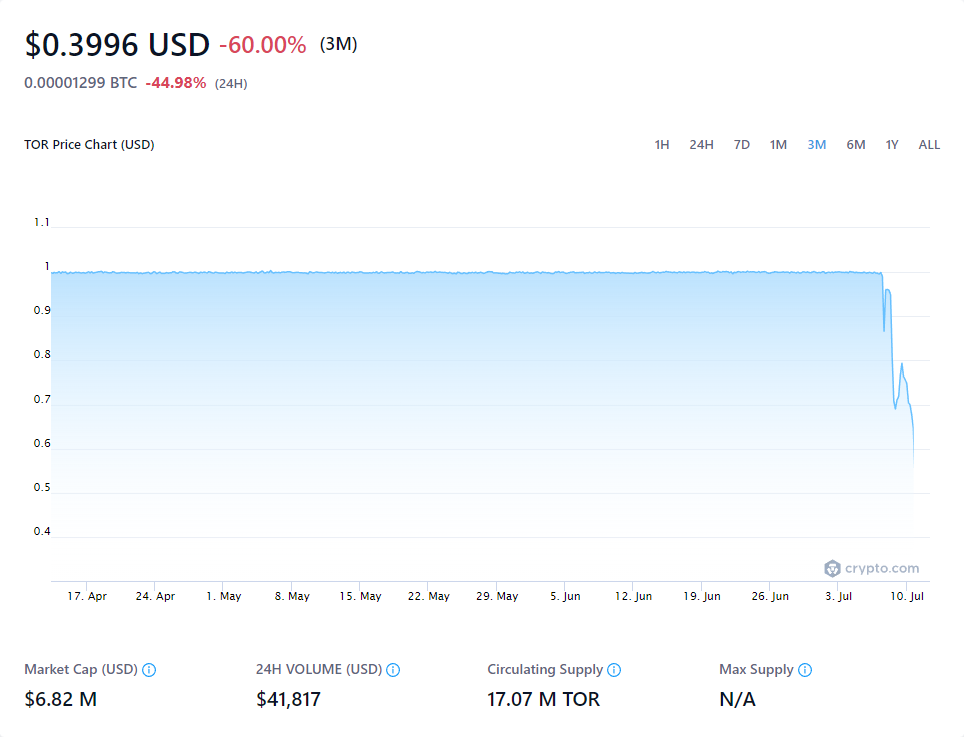 $0.3996 USD -60.00% (3M)
0.00001299 BTC -44.98% (24H)
TOR Price Chart (USD)
1H 24H 7D 1M 3M 6M 1Y ALL
1.1
1
0.9
0.8
0.7
0.6
0.5
0.4
crypto.com
17. Apr 24. Apr 1. May 8. May 15. May 22. May 29. May 5. Jun 12. Jun 19. Jun 26. Jun 3. Jul 10. Jul
Market Cap (USD) 24H VOLUME (USD) Circulating Supply Max Supply
$6.82 M $41,817 17.07 M TOR N/A